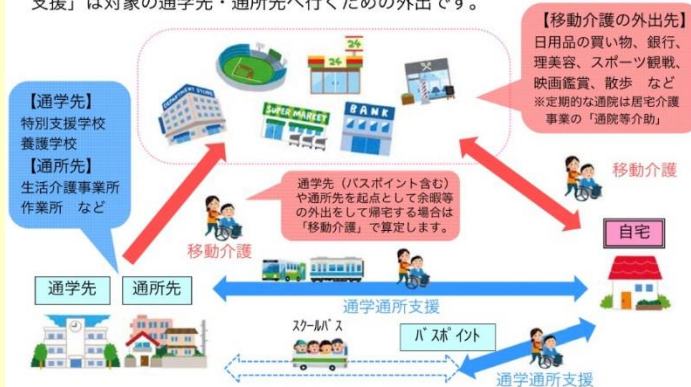 支援」は対象の通学先・通所先へ行くための外出です。
【移動介護の外出先】
日用品の買い物、銀行、
理美容、スポーツ観戦、
映画鑑賞、散歩 など
※定期的な通院は居宅介護
事業の「通院等介助」
24
24
DEPARTMENT STORE
SUPER MARKET
BANK
【通学先】
特別支援学校
養護学校
【通所先】
生活介護事業所
作業所 など
通学先(バスポイント含む)
や通所先を起点として余暇等
の外出をして帰宅する場合は
「移動介護」で算定します。
移動介護
移動介護
自宅
通学先
通所先
通学通所支援
スクールバス
バスポイント
通学通所支援